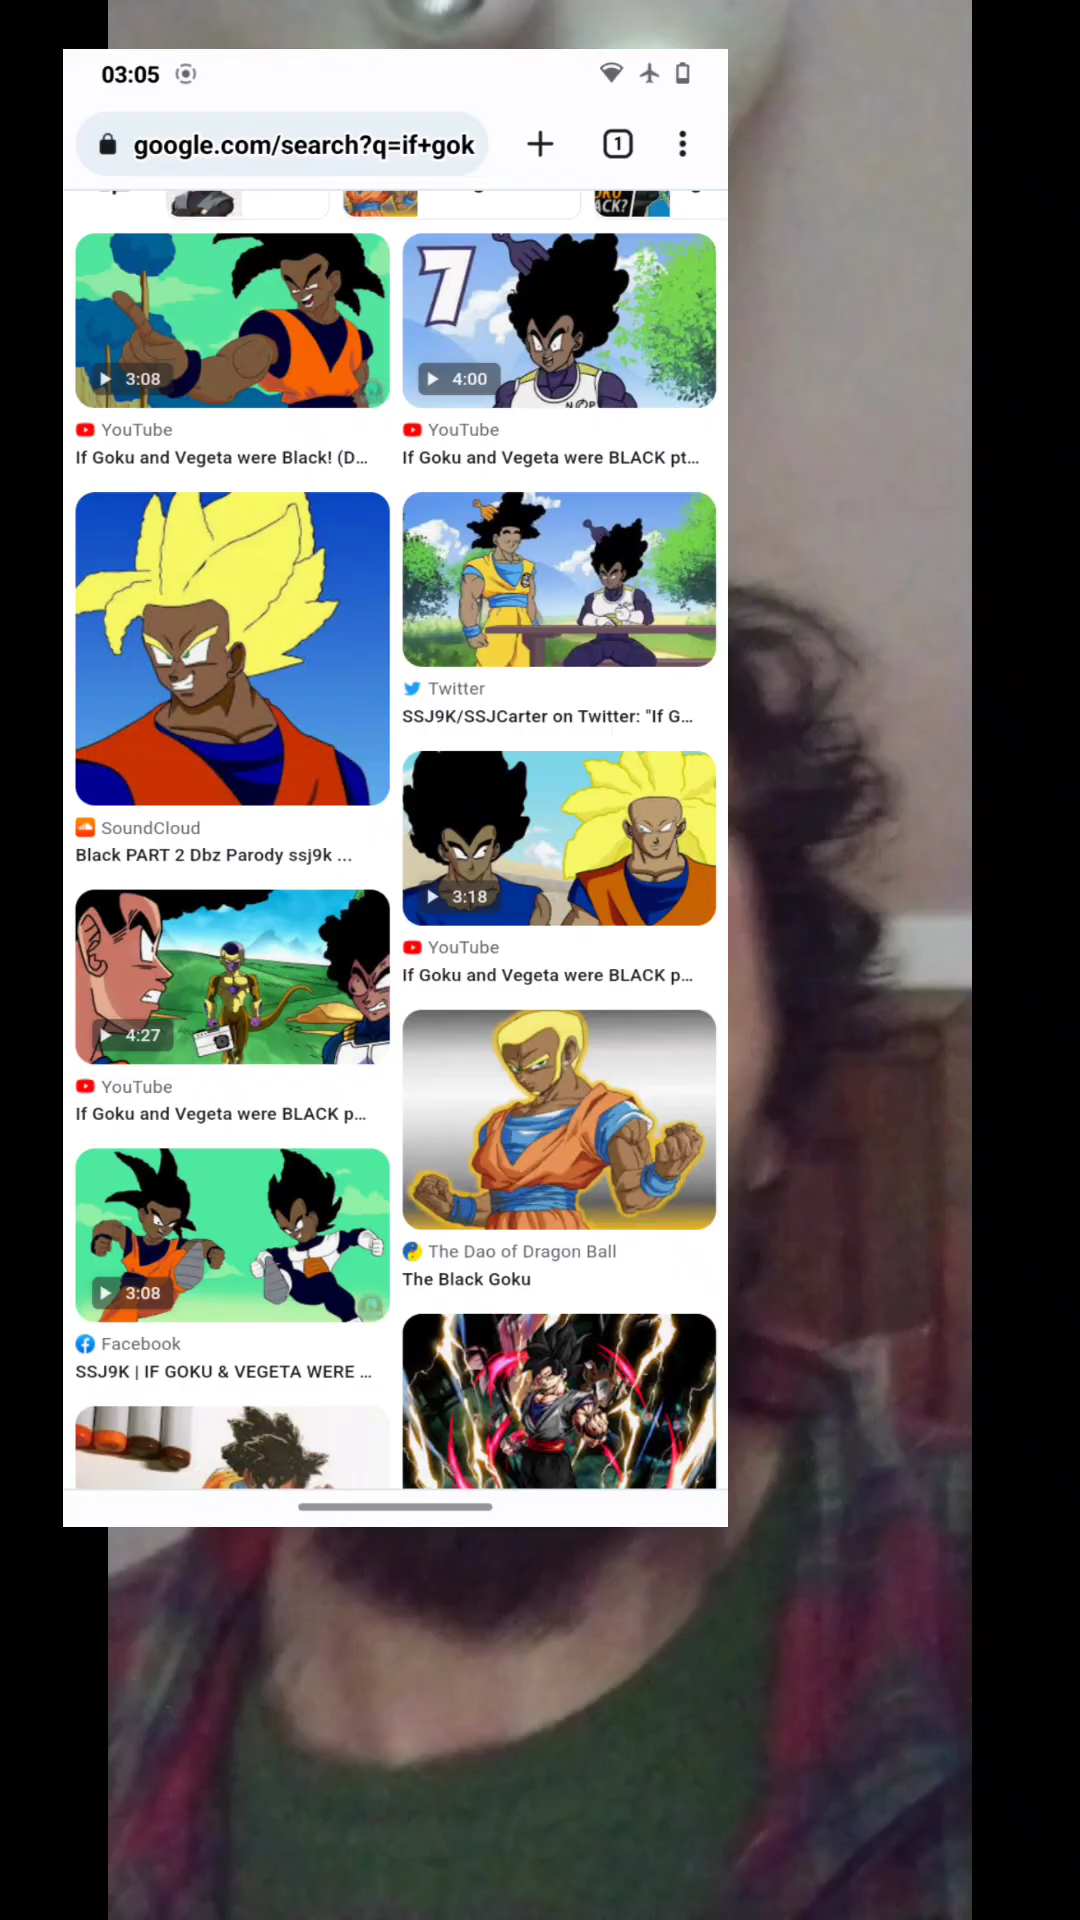 03:05
google.com/search?q=if+gok
1
ACK?
7
3:08
4:00
YouTube
If Goku and Vegeta were Black! (D...
YouTube
If Goku and Vegeta were BLACK pt...
Twitter
SSJ9K/SSJCarter on Twitter: "If G...
SoundCloud
Black PART 2 Dbz Parody ssj9k ...
3:18
YouTube
If Goku and Vegeta were BLACK p...
4:27
YouTube
If Goku and Vegeta were BLACK p...
The Dao of Dragon Ball
The Black Goku
3:08
Facebook
SSJ9K | IF GOKU & VEGETA WERE ...